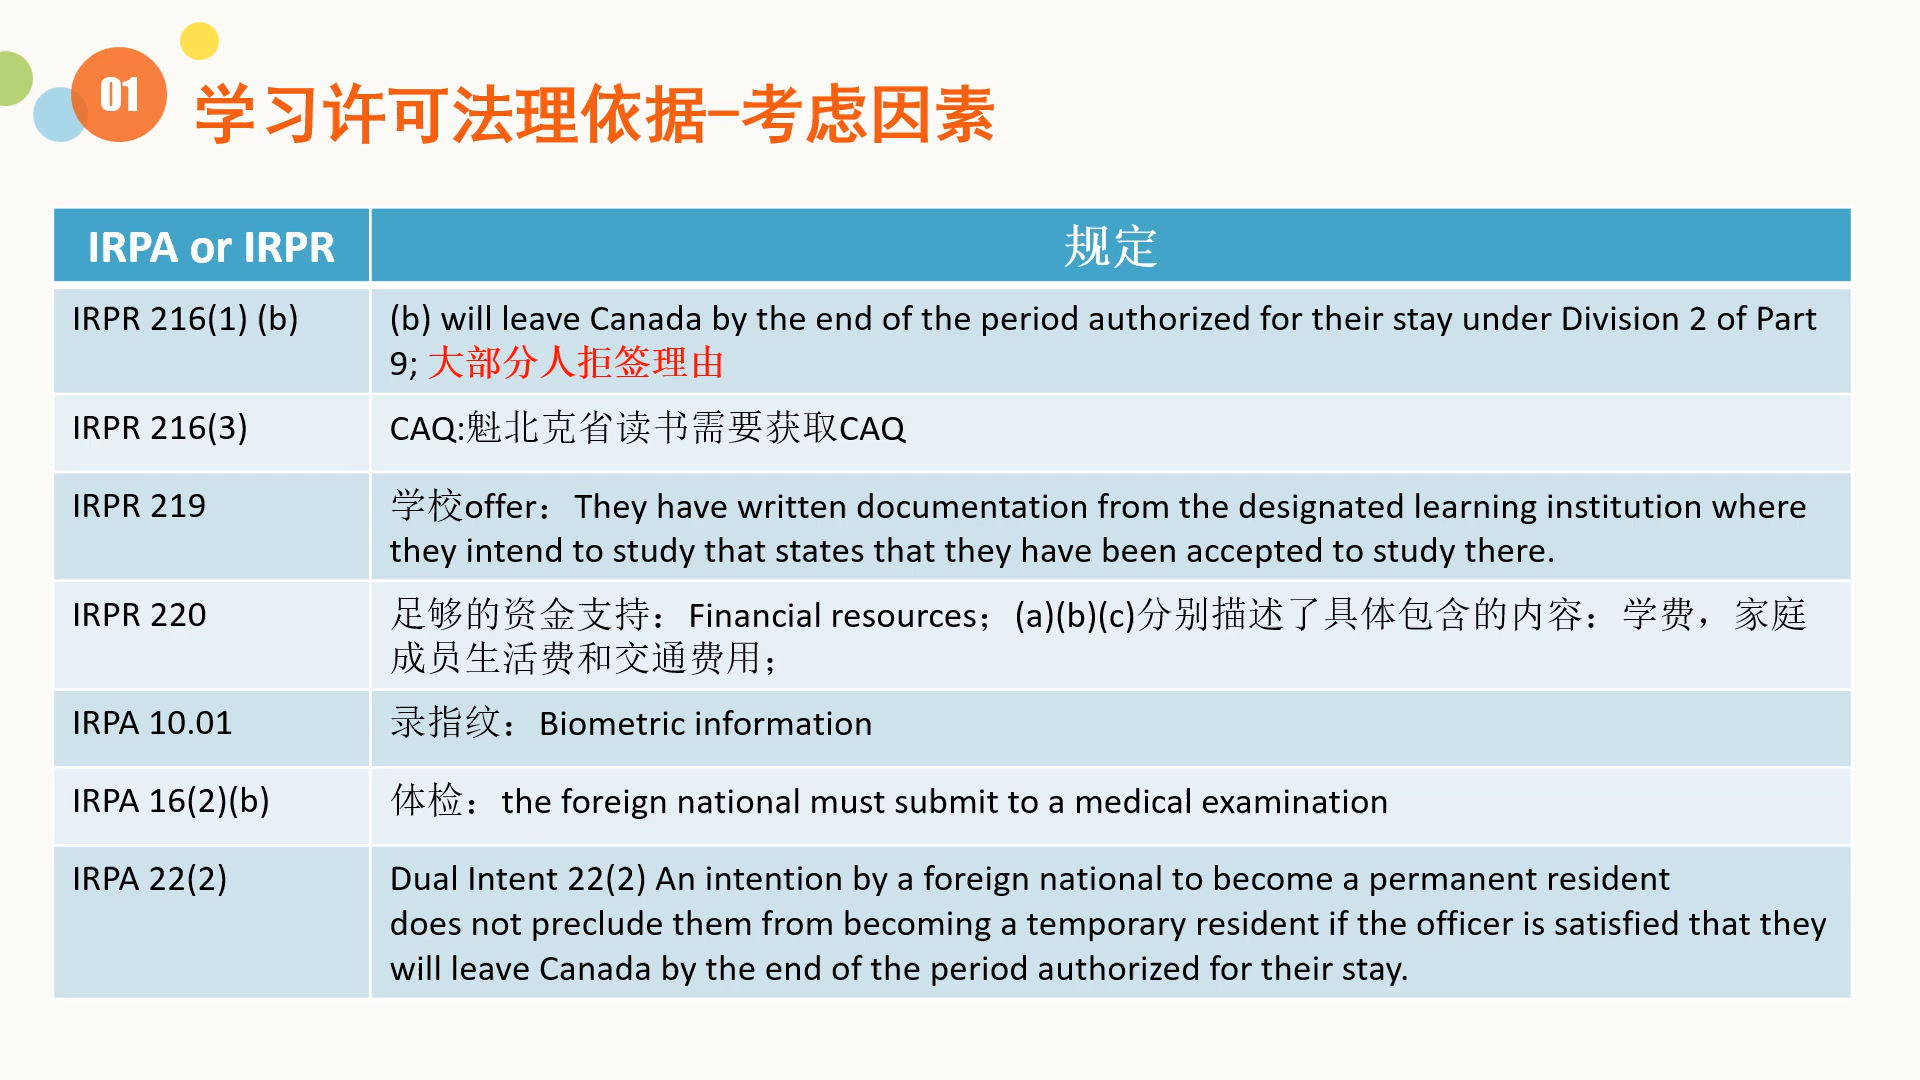 01
学习许可法理依据-考虑因素
IRPA or IRPR
规定
IRPR 216(1) (b)
(b) will leave Canada by the end of the period authorized for their stay under Division 2 of Part
9; 大部分人拒签理由
IRPR 216(3)
CAQ:魁北克省读书需要获取CAQ
IRPR 219
学校offer：They have written documentation from the designated learning institution where
they intend to study that states that they have been accepted to study there.
IRPR 220
足够的资金支持：Financial resources；(a)(b)(c)分别描述了具体包含的内容：学费，家庭
成员生活费和交通费用；
IRPA 10.01
录指纹：Biometric information
IRPA 16(2)(b)
体检：the foreign national must submit to a medical examination
IRPA 22(2)
Dual Intent 22(2) An intention by a foreign national to become a permanent resident
does not preclude them from becoming a temporary resident if the officer is satisfied that they
will leave Canada by the end of the period authorized for their stay.